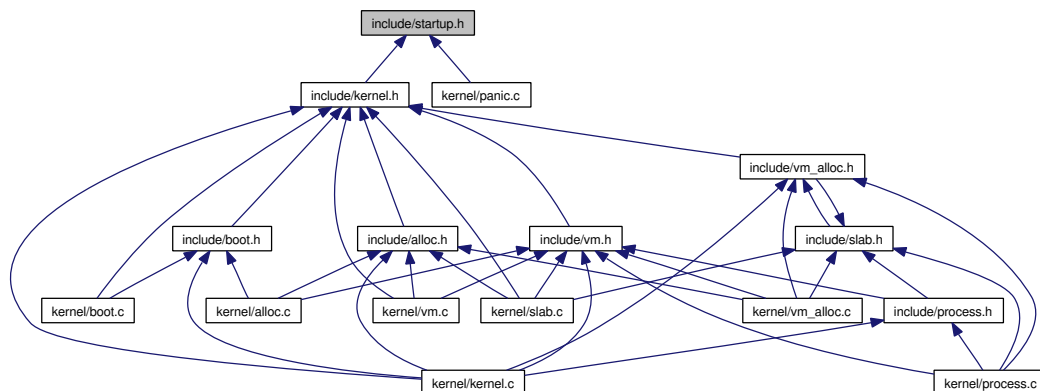 include/startup.h
include/kernel.h
kernel/panic.c
include/vm_alloc.h
include/boot.h
include/alloc.h
include/vm.h
include/slab.h
kernel/boot.c
kernel/alloc.c
kernel/vm.c
kernel/slab.c
kernel/vm_alloc.c
include/process.h
kernel/kernel.c
kernel/process.c